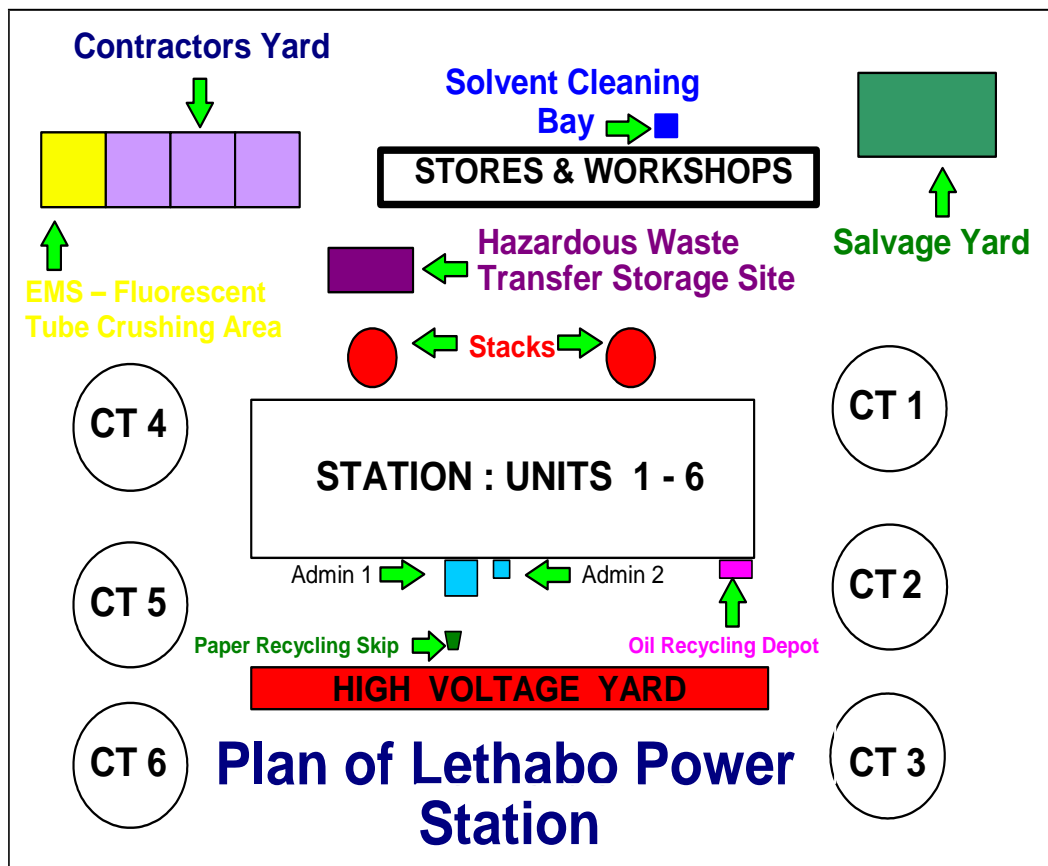 Contractors Yard
Solvent Cleaning
Bay
STORES & WORKSHOPS
Salvage Yard
Hazardous Waste
Transfer Storage Site
EMS – Fluorescent
Tube Crushing Area
Stacks
CT 4
CT 1
STATION : UNITS 1 - 6
Admin 1
Admin 2
CT 5
CT 2
Paper Recycling Skip
Oil Recycling Depot
HIGH VOLTAGE YARD
CT 6
CT 3
Plan of Lethabo Power
Station